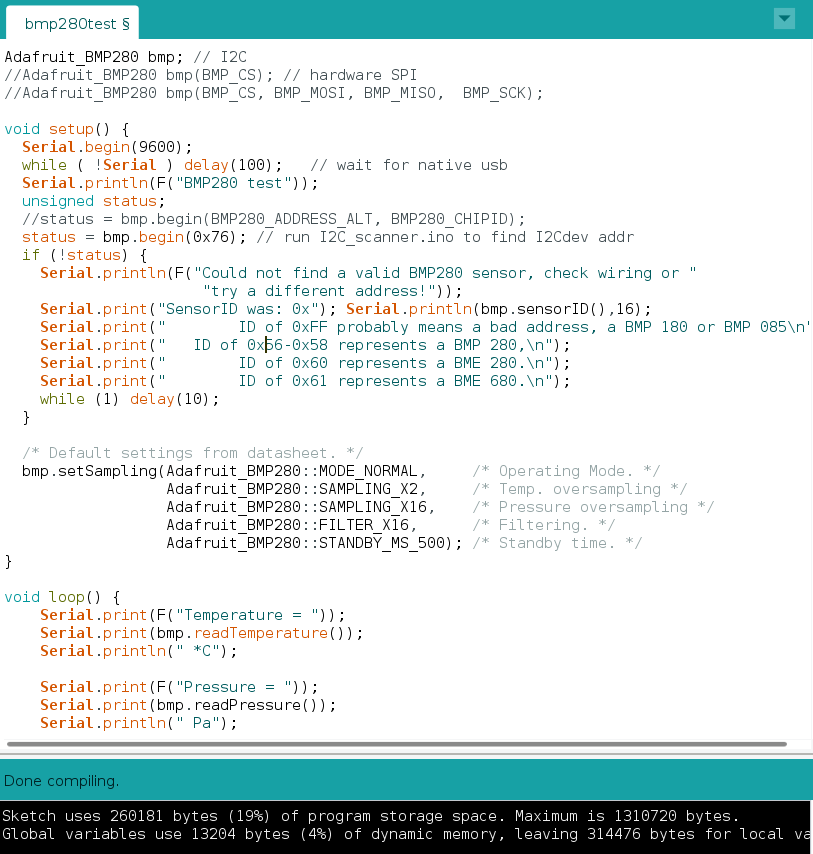 bmp280test §
Adafruit_BMP280 bmp; // I2C
//Adafruit_BMP280 bmp(BMP_CS); // hardware SPI
//Adafruit_BMP280 bmp(BMP_CS, BMP_MOSI, BMP_MISO,  BMP_SCK);
void setup() {
  Serial.begin(9600);
  while ( !Serial ) delay(100);   // wait for native usb
  Serial.println(F("BMP280 test"));
  unsigned status;
  //status = bmp.begin(BMP280_ADDRESS_ALT, BMP280_CHIPID);
  status = bmp.begin(0x76); // run I2C_scanner.ino to find I2Cdev addr
  if (!status) {
    Serial.println(F("Could not find a valid BMP280 sensor, check wiring or "
                      "try a different address!"));
    Serial.print("SensorID was: 0x"); Serial.println(bmp.sensorID(),16);
    Serial.print("        ID of 0xFF probably means a bad address, a BMP 180 or BMP 085\n"
    Serial.print("   ID of 0x56-0x58 represents a BMP 280,\n");
    Serial.print("        ID of 0x60 represents a BME 280.\n");
    Serial.print("        ID of 0x61 represents a BME 680.\n");
    while (1) delay(10);
  }
  /* Default settings from datasheet. */
  bmp.setSampling(Adafruit_BMP280::MODE_NORMAL,     /* Operating Mode. */
                  Adafruit_BMP280::SAMPLING_X2,     /* Temp. oversampling */
                  Adafruit_BMP280::SAMPLING_X16,    /* Pressure oversampling */
                  Adafruit_BMP280::FILTER_X16,      /* Filtering. */
                  Adafruit_BMP280::STANDBY_MS_500); /* Standby time. */
}
void loop() {
    Serial.print(F("Temperature = "));
    Serial.print(bmp.readTemperature());
    Serial.println(" *C");
    Serial.print(F("Pressure = "));
    Serial.print(bmp.readPressure());
    Serial.println(" Pa");
Done compiling.
Sketch uses 260181 bytes (19%) of program storage space. Maximum is 1310720 bytes.
Global variables use 13204 bytes (4%) of dynamic memory, leaving 314476 bytes for local va